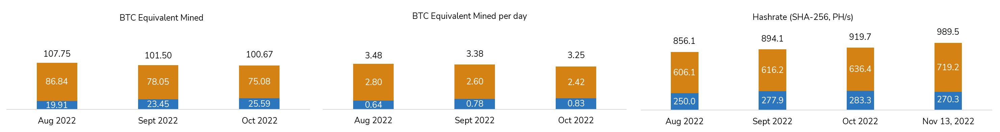 BTC Equivalent Mined
107.75
101.50
100.67
86.84
78.05
75.08
19.91
23.45
25.59
Aug 2022
Sept 2022
Oct 2022
BTC Equivalent Mined per day
3.48
3.38
3.25
2.80
2.60
2.42
0.64
0.78
0.83
Aug 2022
Sept 2022
Oct 2022
Hashrate (SHA-256, PH/s)
856.1
894.1
919.7
989.5
606.1
616.2
636.4
719.2
250.0
277.9
283.3
270.3
Aug 2022
Sept 2022
Oct 2022
Nov 13, 2022